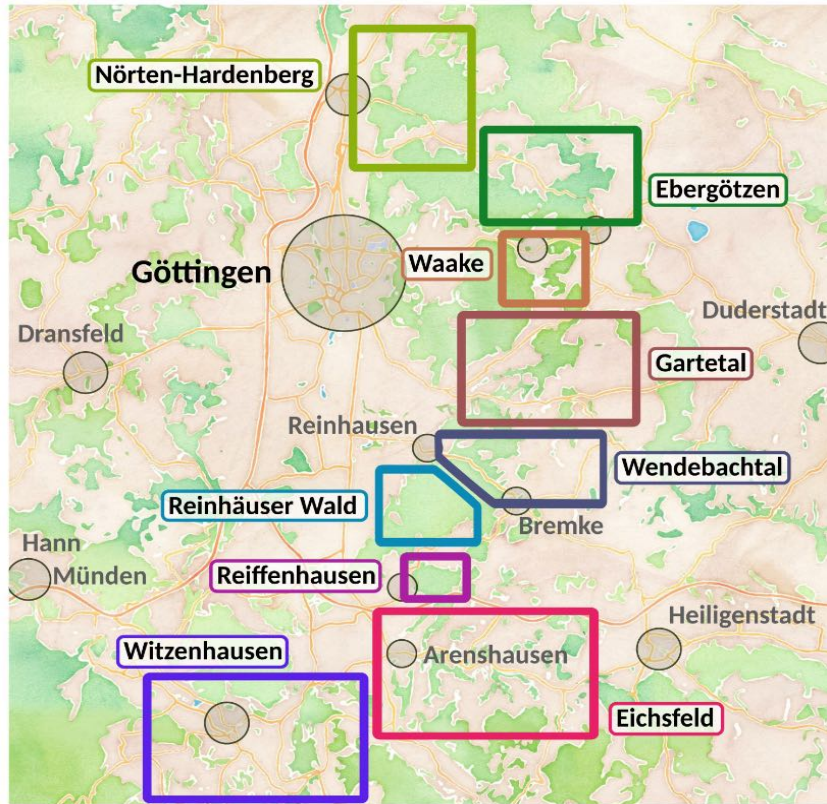 Nörten-Hardenberg
Ebergötzen
Göttingen
Waake
Duderstadt
Dransfeld
Gartetal
Reinhausen
Wendebachtal
Reinhäuser Wald
Bremke
Hann
Münden
Reiffenhausen
Heiligenstadt
Witzenhausen
Arenshausen
Eichsfeld